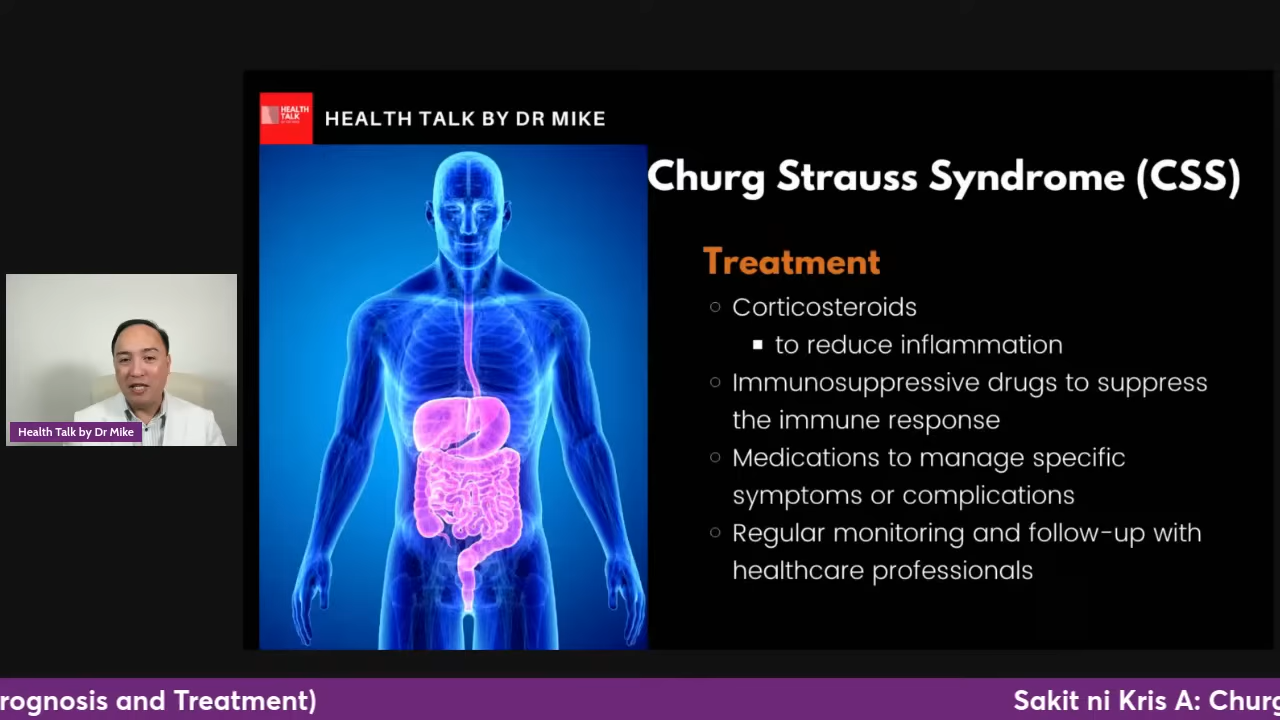 HEALTH
TALK
HEALTH TALK BY DR MIKE
Churg Strauss Syndrome (CSS)
Treatment
Corticosteroids
to reduce inflammation
Immunosuppressive drugs to suppress
the immune response
Medications to manage specific
symptoms or complications
Regular monitoring and follow-up with
healthcare professionals
Health Talk by Dr Mike
rognosis and Treatment)
Sakit ni Kris A: Churg